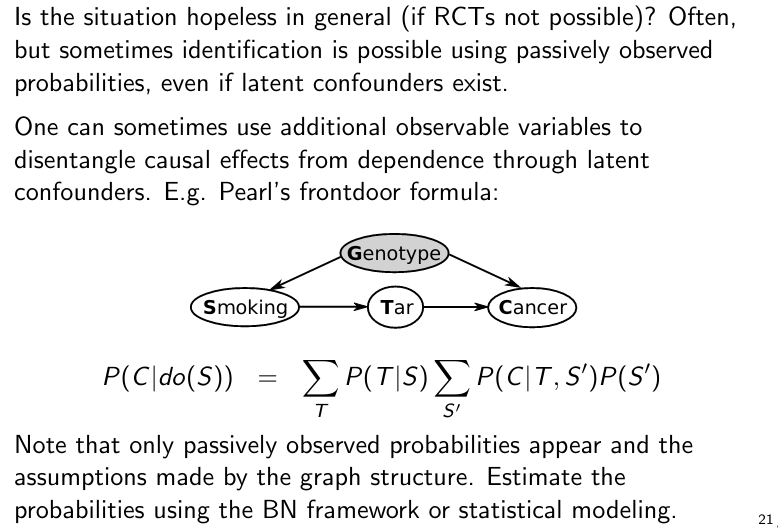 Is the situation hopeless in general (if RCTs not possible)? Often,
but sometimes identification is possible using passively observed
probabilities, even if latent confounders exist.
One can sometimes use additional observable variables to
disentangle causal effects from dependence through latent
confounders. E.g. Pearl's frontdoor formula:
Genotype
Smoking Tar Cancer
P(C|do(S)) = ∑ P(T|S) ∑ P(C|T, S′)P(S′)
T S′
Note that only passively observed probabilities appear and the
assumptions made by the graph structure. Estimate the
probabilities using the BN framework or statistical modeling.
21